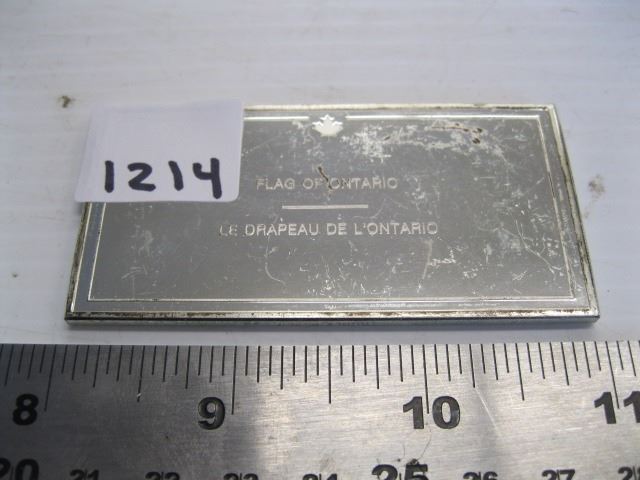 1214
FLAG OF ONTARIO
LE DRAPEAU DE L'ONTARIO
8 9 10 11
20 21 22 23 24 25 26 27 28